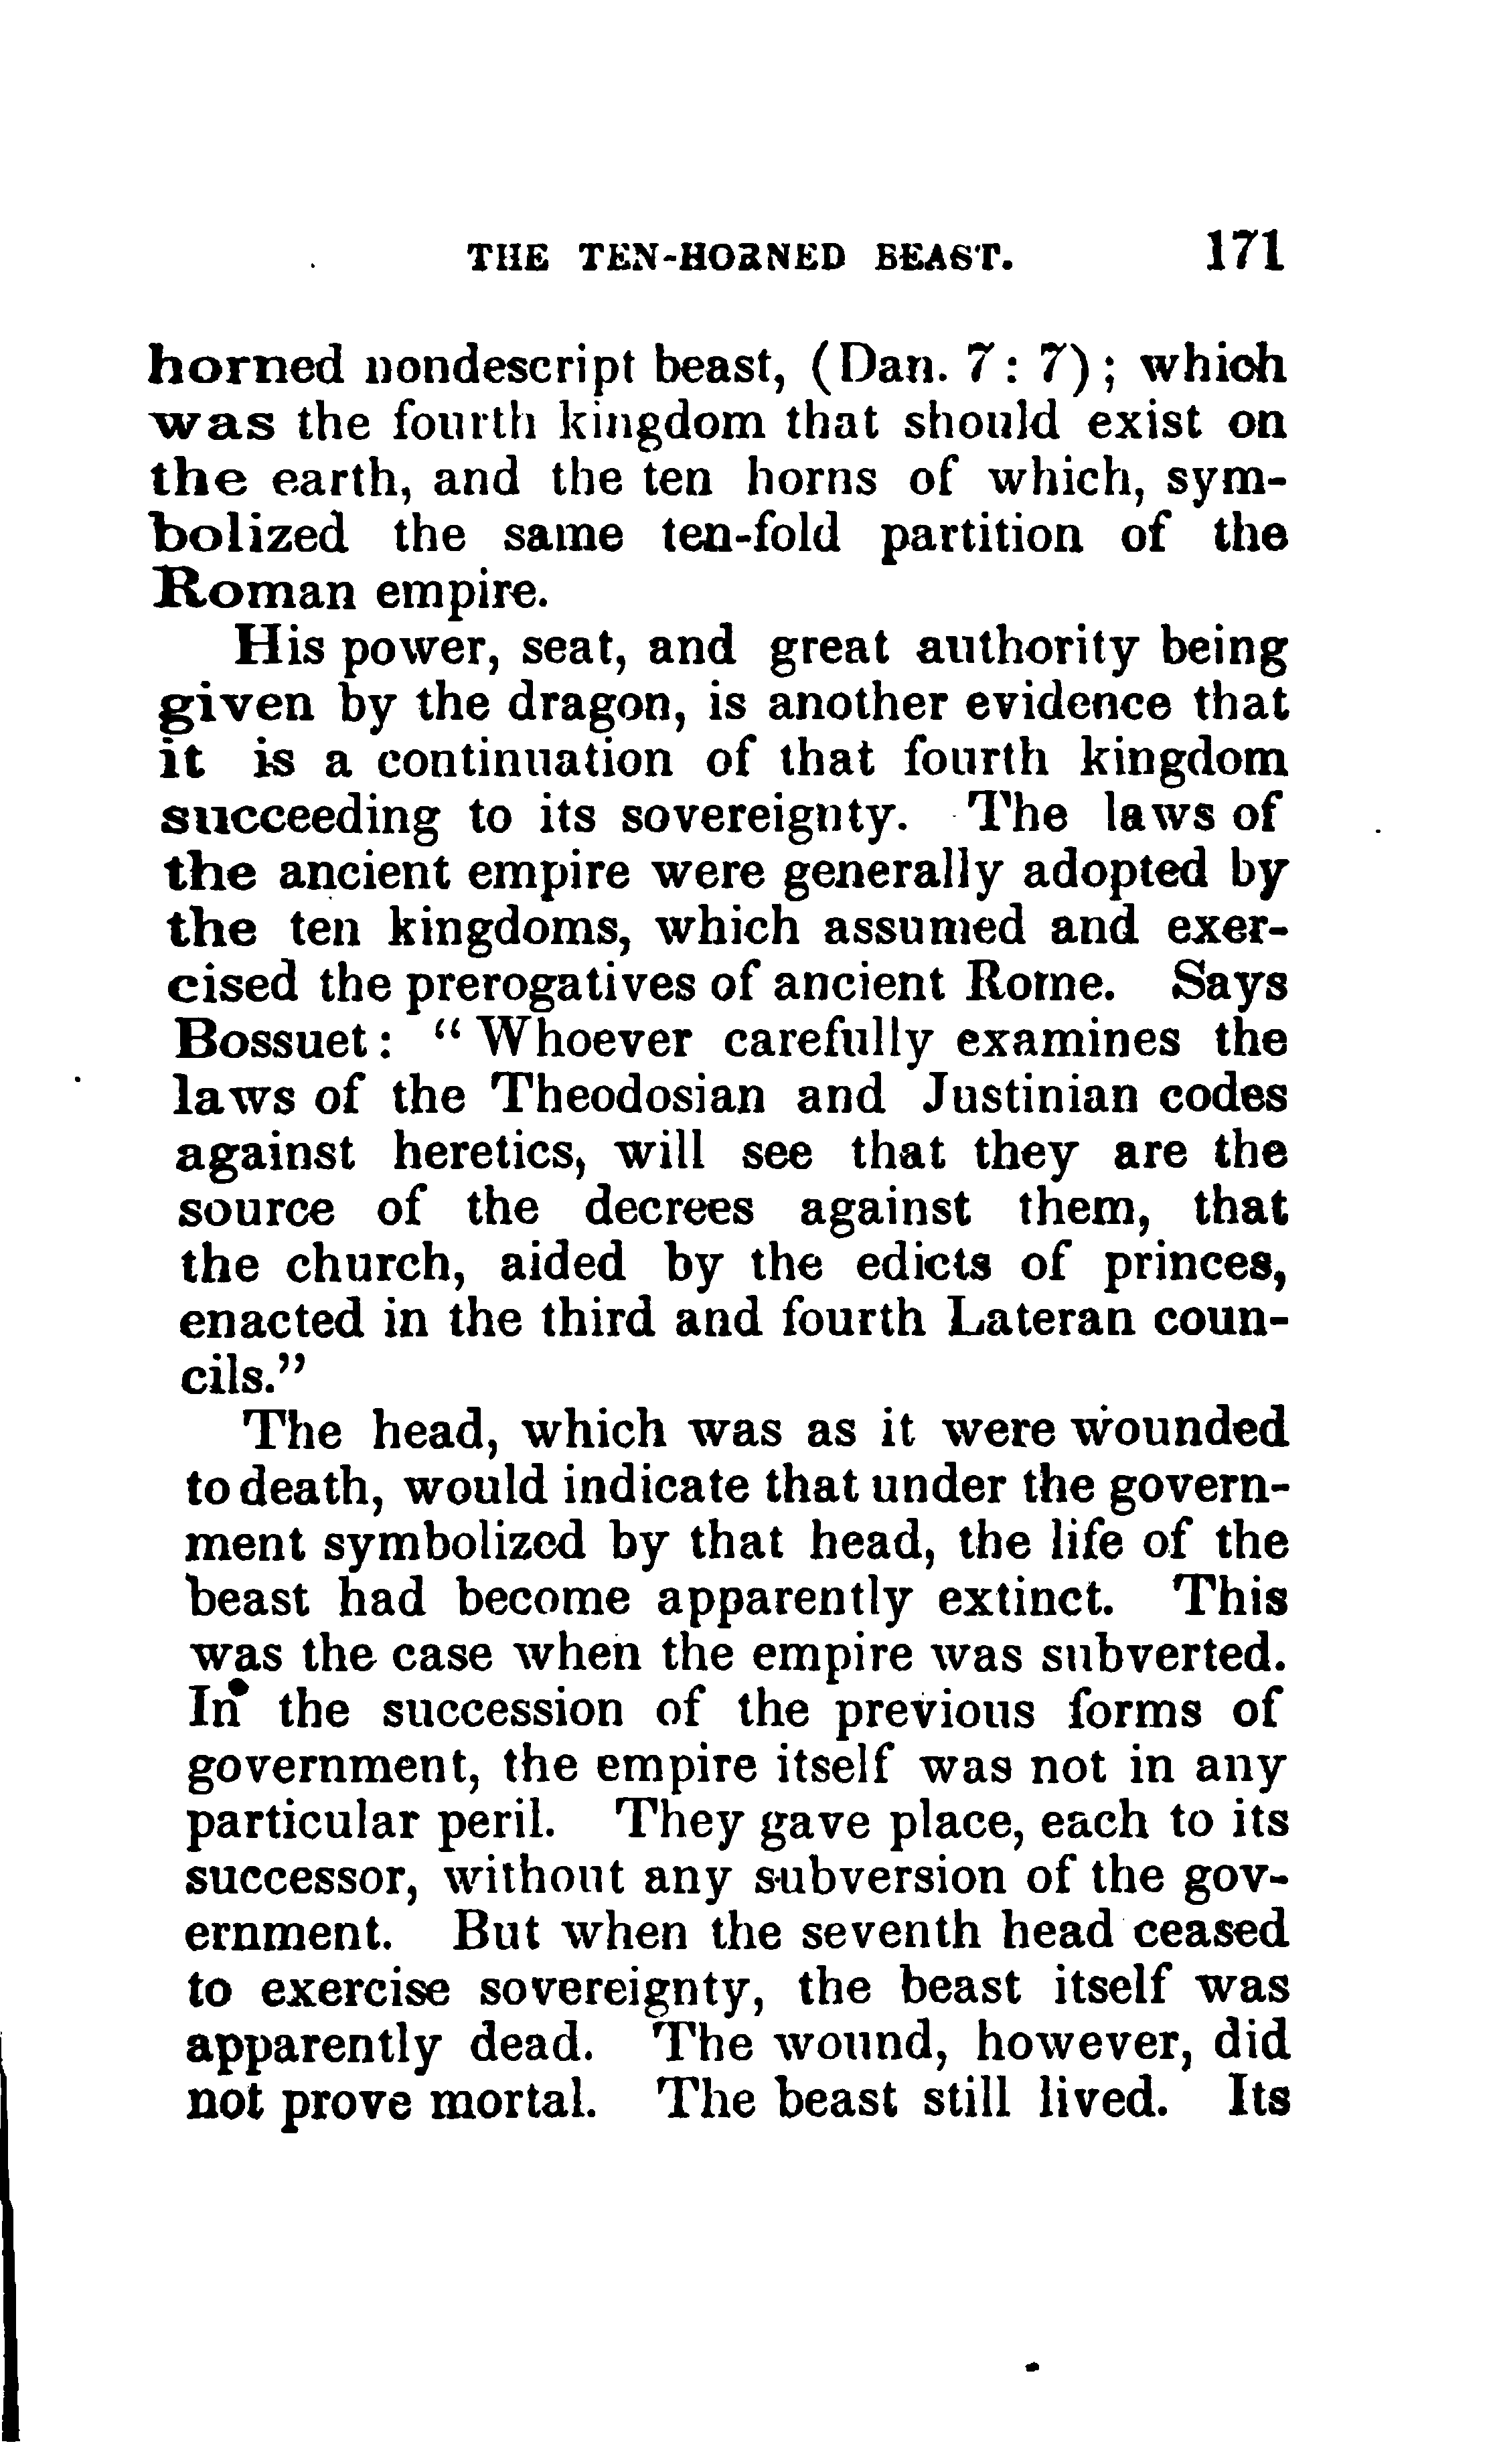 THE TEN-HORNED BEAST. 171
horned nondescript beast, (Dan. 7: 7); which
was the fourth kingdom that should exist on
the earth, and the ten horns of which, sym-
bolized the same ten-fold partition of the
Roman empire.
His power, seat, and great authority being
given by the dragon, is another evidence that
it is a continuation of that fourth kingdom
succeeding to its sovereignty. The laws of
the ancient empire were generally adopted by
the ten kingdoms, which assumed and exer-
cised the prerogatives of ancient Rome. Says
Bossuet: "Whoever carefully examines the
laws of the Theodosian and Justinian codes
against heretics, will see that they are the
source of the decrees against them, that
the church, aided by the edicts of princes,
enacted in the third and fourth Lateran coun-
cils."
The head, which was as it were wounded
to death, would indicate that under the govern-
ment symbolized by that head, the life of the
beast had become apparently extinct. This
was the case when the empire was subverted.
In the succession of the previous forms of
government, the empire itself was not in any
particular peril. They gave place, each to its
successor, without any subversion of the gov-
ernment. But when the seventh head ceased
to exercise sovereignty, the beast itself was
apparently dead. The wound, however, did
not prove mortal. The beast still lived. Its